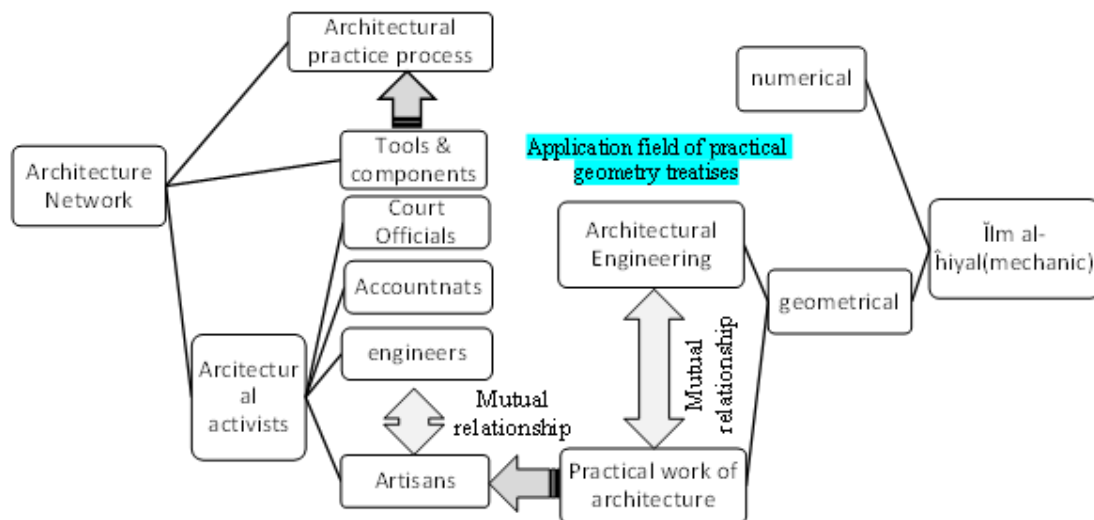 Architectural
practice process
numerical
Tools &
components
Application field of practical
geometry treatises
Architecture
Network
Court
Officials
Architectural
Engineering
Ïlm al-
ĥiyal(mechanic)
Accountnats
geometrical
engineers
Arcitectur
al
activists
Mutual
relationship
Mutual
relationship
Artisans
Practical work of
architecture